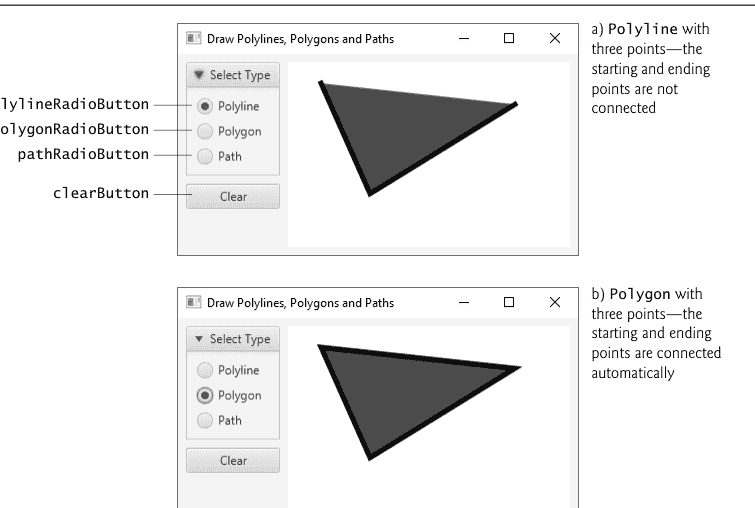 Draw Polylines, Polygons and Paths
a) Polyline with
three points—the
starting and ending
points are not
connected
Select Type
lylineRadioButton
Polyline
olygonRadioButton
Polygon
pathRadioButton
Path
clearButton
Clear
Draw Polylines, Polygons and Paths
b) Polygon with
three points—the
starting and ending
points are connected
automatically
Select Type
Polyline
Polygon
Path
Clear